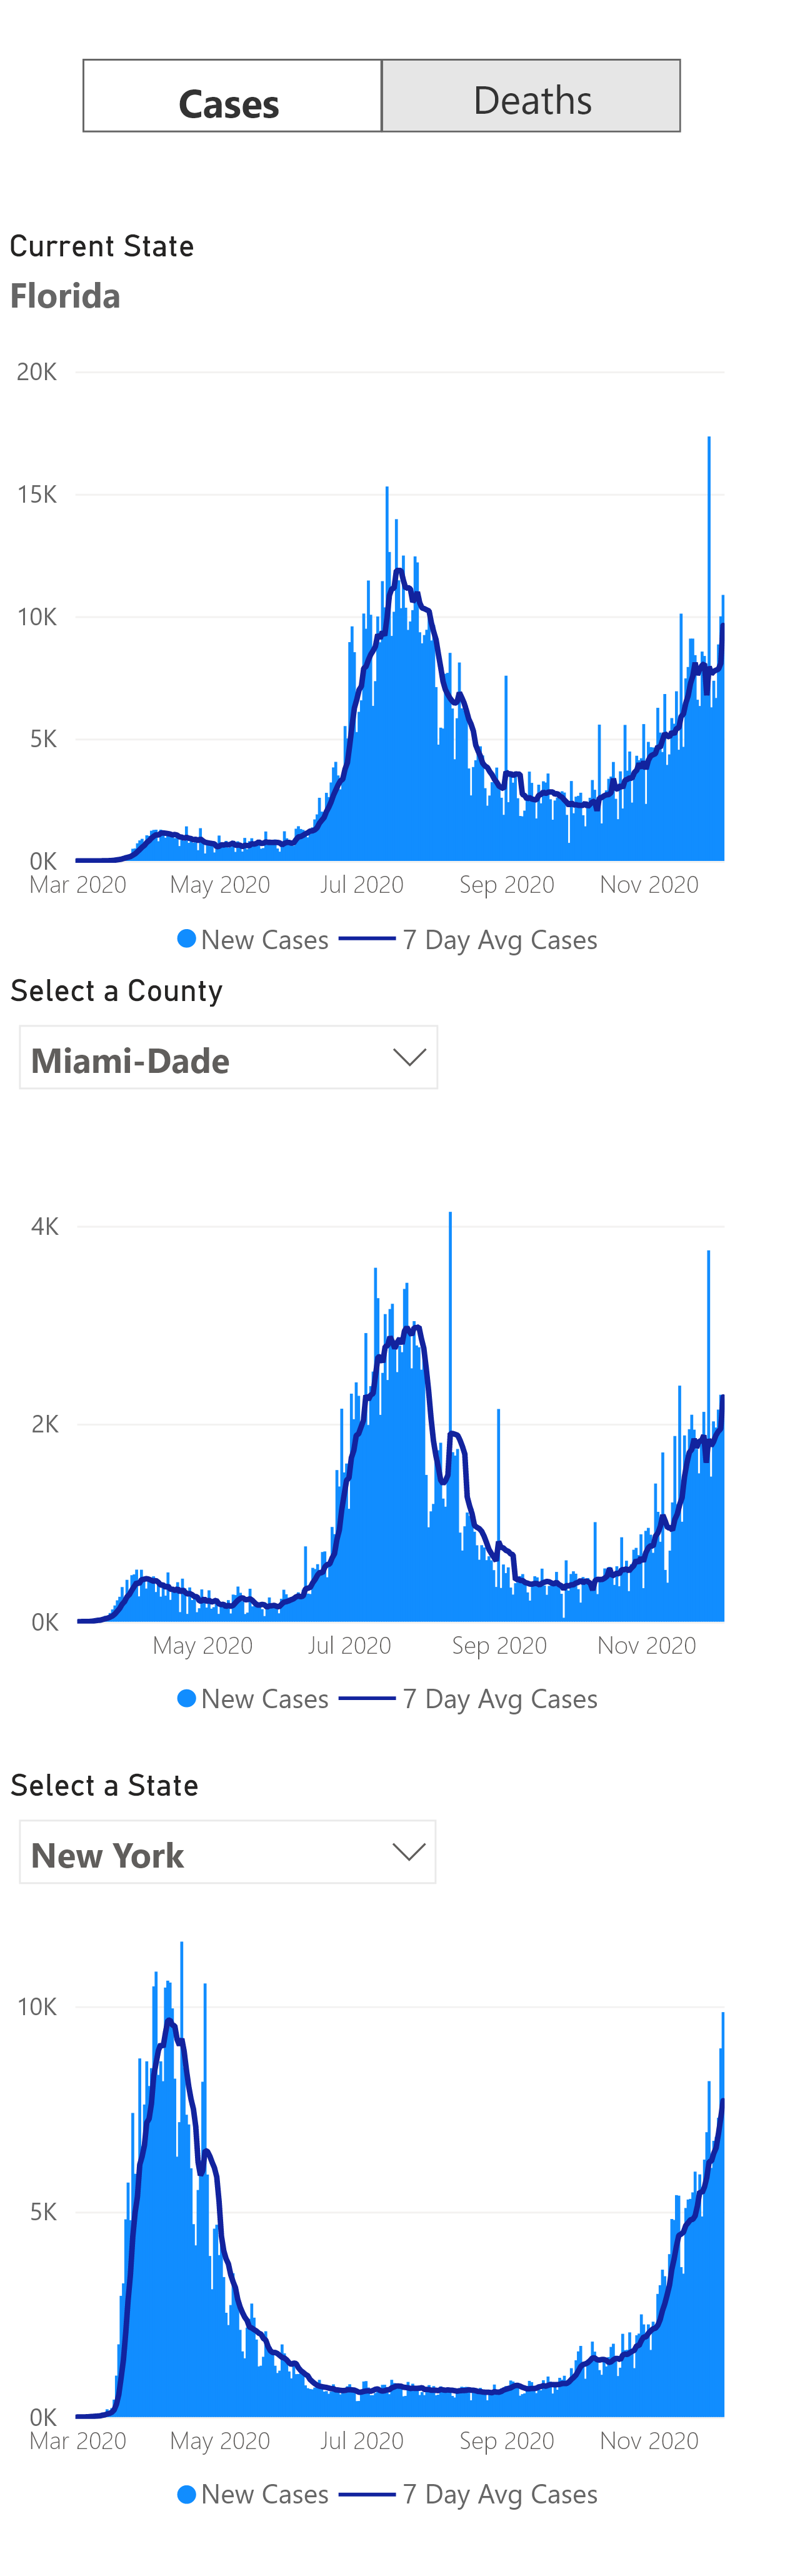 Cases Deaths
Current State
Florida
20K
15K
10K
5K
0K
Mar 2020 May 2020 Jul 2020 Sep 2020 Nov 2020
New Cases 7 Day Avg Cases
Select a County
Miami-Dade
4K
2K
0K
May 2020 Jul 2020 Sep 2020 Nov 2020
New Cases 7 Day Avg Cases
Select a State
New York
10K
5K
0K
Mar 2020 May 2020 Jul 2020 Sep 2020 Nov 2020
New Cases 7 Day Avg Cases